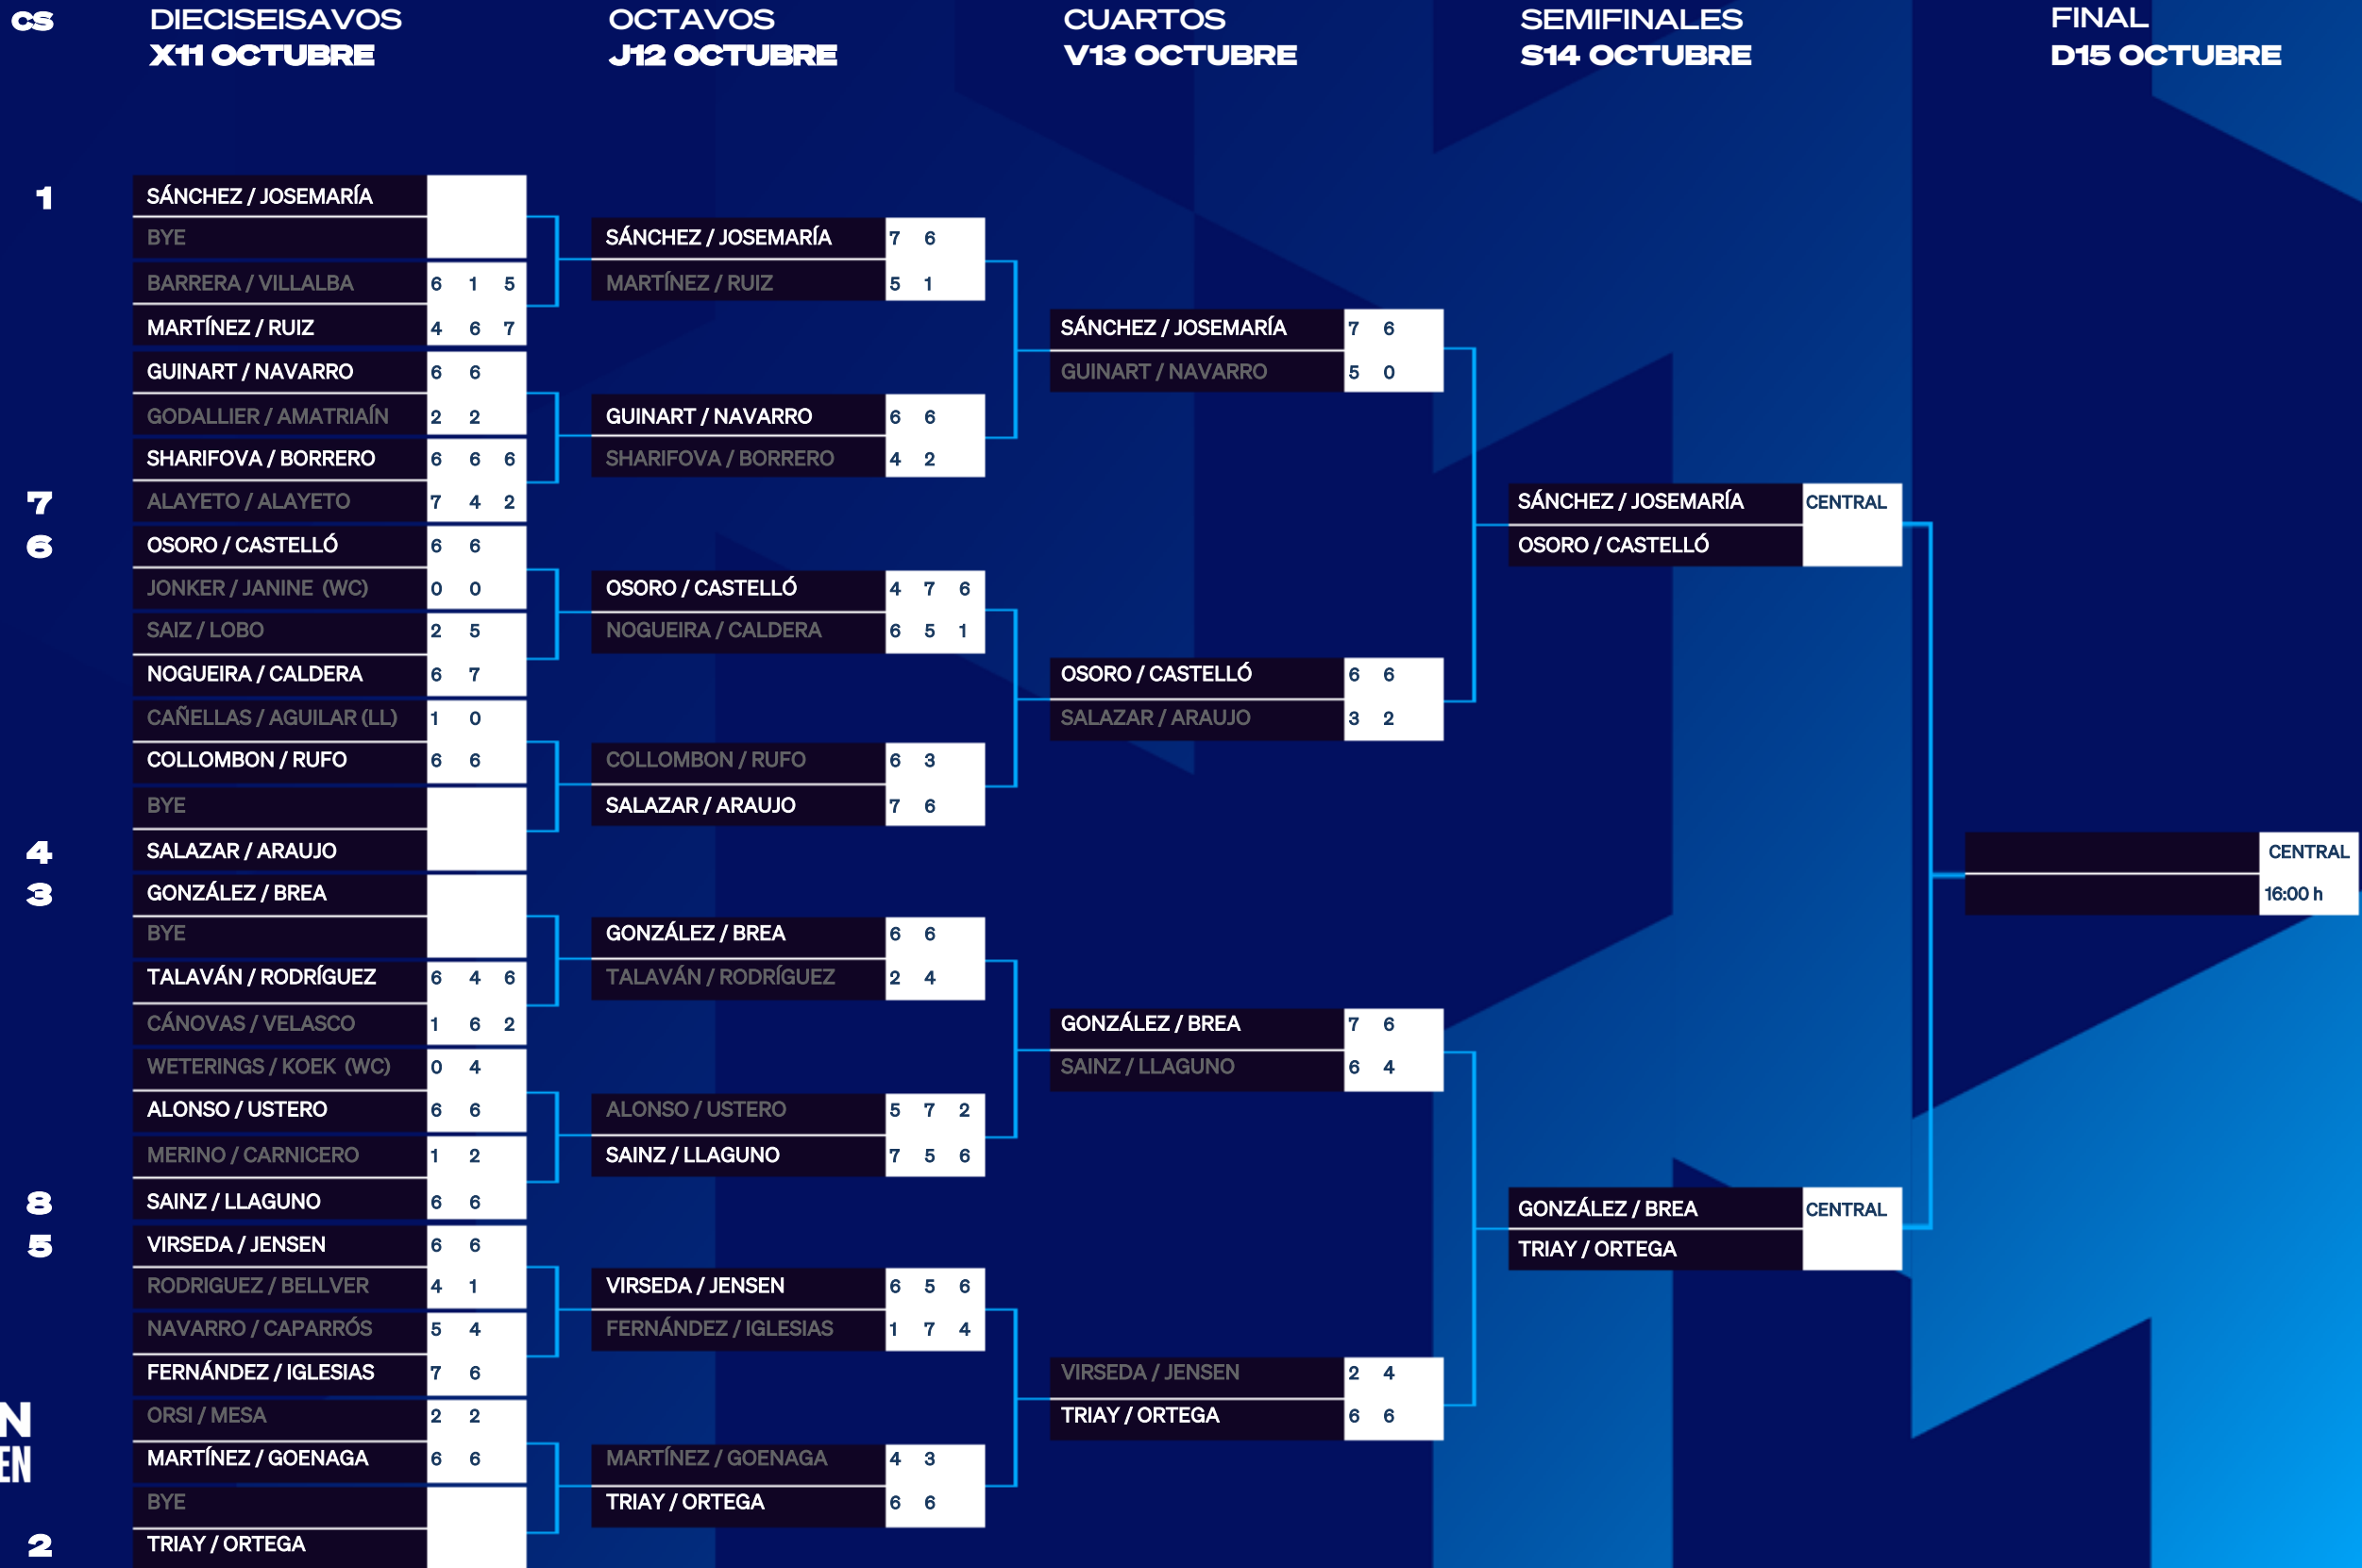 CS
DIECISEISAVOS
X11 OCTUBRE
OCTAVOS
J12 OCTUBRE
CUARTOS
V13 OCTUBRE
SEMIFINALES
S14 OCTUBRE
FINAL
D15 OCTUBRE
1
SÁNCHEZ / JOSEMARÍA
BYE
BARRERA / VILLALBA 6 1 5
MARTÍNEZ / RUIZ 4 6 7
GUINART / NAVARRO 6 6
GODALLIER / AMATRIAÍN 2 2
SHARIFOVA / BORRERO 6 6 6
7 ALAYETO / ALAYETO 7 4 2
6 OSORO / CASTELLÓ 6 6
JONKER / JANINE (WC) 0 0
SAIZ / LOBO 2 5
NOGUEIRA / CALDERA 6 7
CAÑELLAS / AGUILAR (LL) 1 0
COLLOMBON / RUFO 6 6
BYE
4 SALAZAR / ARAUJO
3 GONZÁLEZ / BREA
BYE
TALAVÁN / RODRÍGUEZ 6 4 6
CÁNOVAS / VELASCO 1 6 2
WETERINGS / KOEK (WC) 0 4
ALONSO / USTERO 6 6
MERINO / CARNICERO 1 2
8 SAINZ / LLAGUNO 6 6
5 VIRSEDA / JENSEN 6 6
RODRIGUEZ / BELLVER 4 1
NAVARRO / CAPARRÓS 5 4
FERNÁNDEZ / IGLESIAS 7 6
N
ORSI / MESA 2 2
EN
MARTÍNEZ / GOENAGA 6 6
BYE
2 TRIAY / ORTEGA
SÁNCHEZ / JOSEMARÍA 7 6
MARTÍNEZ / RUIZ 5 1
GUINART / NAVARRO 6 6
SHARIFOVA / BORRERO 4 2
OSORO / CASTELLÓ 4 7 6
NOGUEIRA / CALDERA 6 5 1
COLLOMBON / RUFO 6 3
SALAZAR / ARAUJO 7 6
GONZÁLEZ / BREA 6 6
TALAVÁN / RODRÍGUEZ 2 4
ALONSO / USTERO 5 7 2
SAINZ / LLAGUNO 7 5 6
VIRSEDA / JENSEN 6 5 6
FERNÁNDEZ / IGLESIAS 1 7 4
MARTÍNEZ / GOENAGA 4 3
TRIAY / ORTEGA 6 6
SÁNCHEZ / JOSEMARÍA 7 6
GUINART / NAVARRO 5 0
OSORO / CASTELLÓ 6 6
SALAZAR / ARAUJO 3 2
GONZÁLEZ / BREA 7 6
SAINZ / LLAGUNO 6 4
VIRSEDA / JENSEN 2 4
TRIAY / ORTEGA 6 6
SÁNCHEZ / JOSEMARÍA CENTRAL
OSORO / CASTELLÓ
GONZÁLEZ / BREA CENTRAL
TRIAY / ORTEGA
CENTRAL
16:00 h